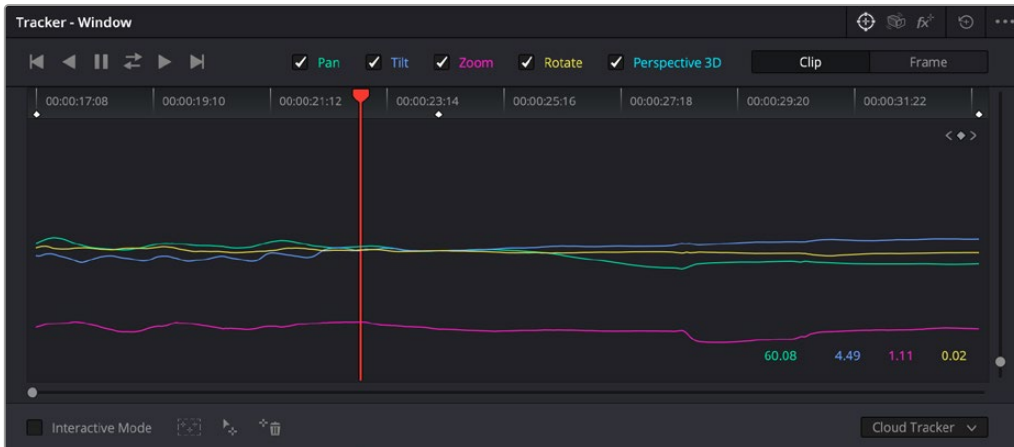 Tracker - Window
Pan Tilt Zoom Rotate Perspective 3D Clip Frame
00:00:17:08 00:00:19:10 00:00:21:12 00:00:23:14 00:00:25:16 00:00:27:18 00:00:29:20 00:00:31:22
60.08 4.49 1.11 0.02
Interactive Mode Cloud Tracker